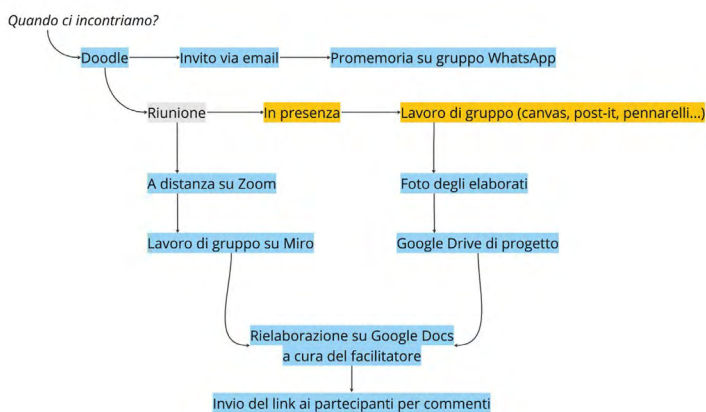 Quando ci incontriamo?
Doodle
Invito via email
Promemoria su gruppo WhatsApp
Riunione
In presenza
Lavoro di gruppo (canvas, post-it, pennarelli...)
A distanza su Zoom
Foto degli elaborati
Lavoro di gruppo su Miro
Google Drive di progetto
Rielaborazione su Google Docs
a cura del facilitatore
Invio del link ai partecipanti per commenti